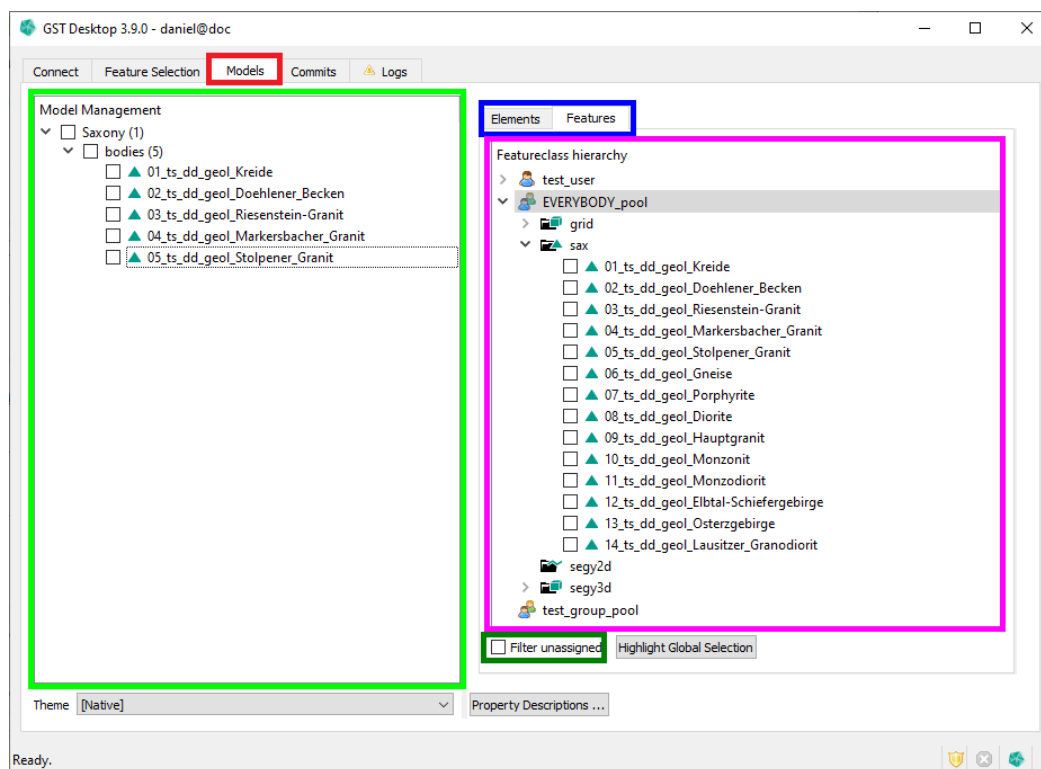 GST Desktop 3.9.0 - daniel@doc
Connect Feature Selection Models Commits Logs
Model Management
Saxony (1)
bodies (5)
01_ts_dd_geol_Kreide
02_ts_dd_geol_Doehlener_Becken
03_ts_dd_geol_Riesenstein-Granit
04_ts_dd_geol_Markersbacher_Granit
05_ts_dd_geol_Stolpener_Granit
Elements Features
Featureclass hierarchy
test_user
EVERYBODY_pool
grid
sax
01_ts_dd_geol_Kreide
02_ts_dd_geol_Doehlener_Becken
03_ts_dd_geol_Riesenstein-Granit
04_ts_dd_geol_Markersbacher_Granit
05_ts_dd_geol_Stolpener_Granit
06_ts_dd_geol_Gneise
07_ts_dd_geol_Porphyrite
08_ts_dd_geol_Diorite
09_ts_dd_geol_Hauptgranit
10_ts_dd_geol_Monzonit
11_ts_dd_geol_Monzodiorit
12_ts_dd_geol_Elbtal-Schiefergebirge
13_ts_dd_geol_Osterzgebirge
14_ts_dd_geol_Lausitzer_Granodiorit
segy2d
segy3d
test_group_pool
Filter unassigned Highlight Global Selection
Theme [Native] Property Descriptions ...
Ready.